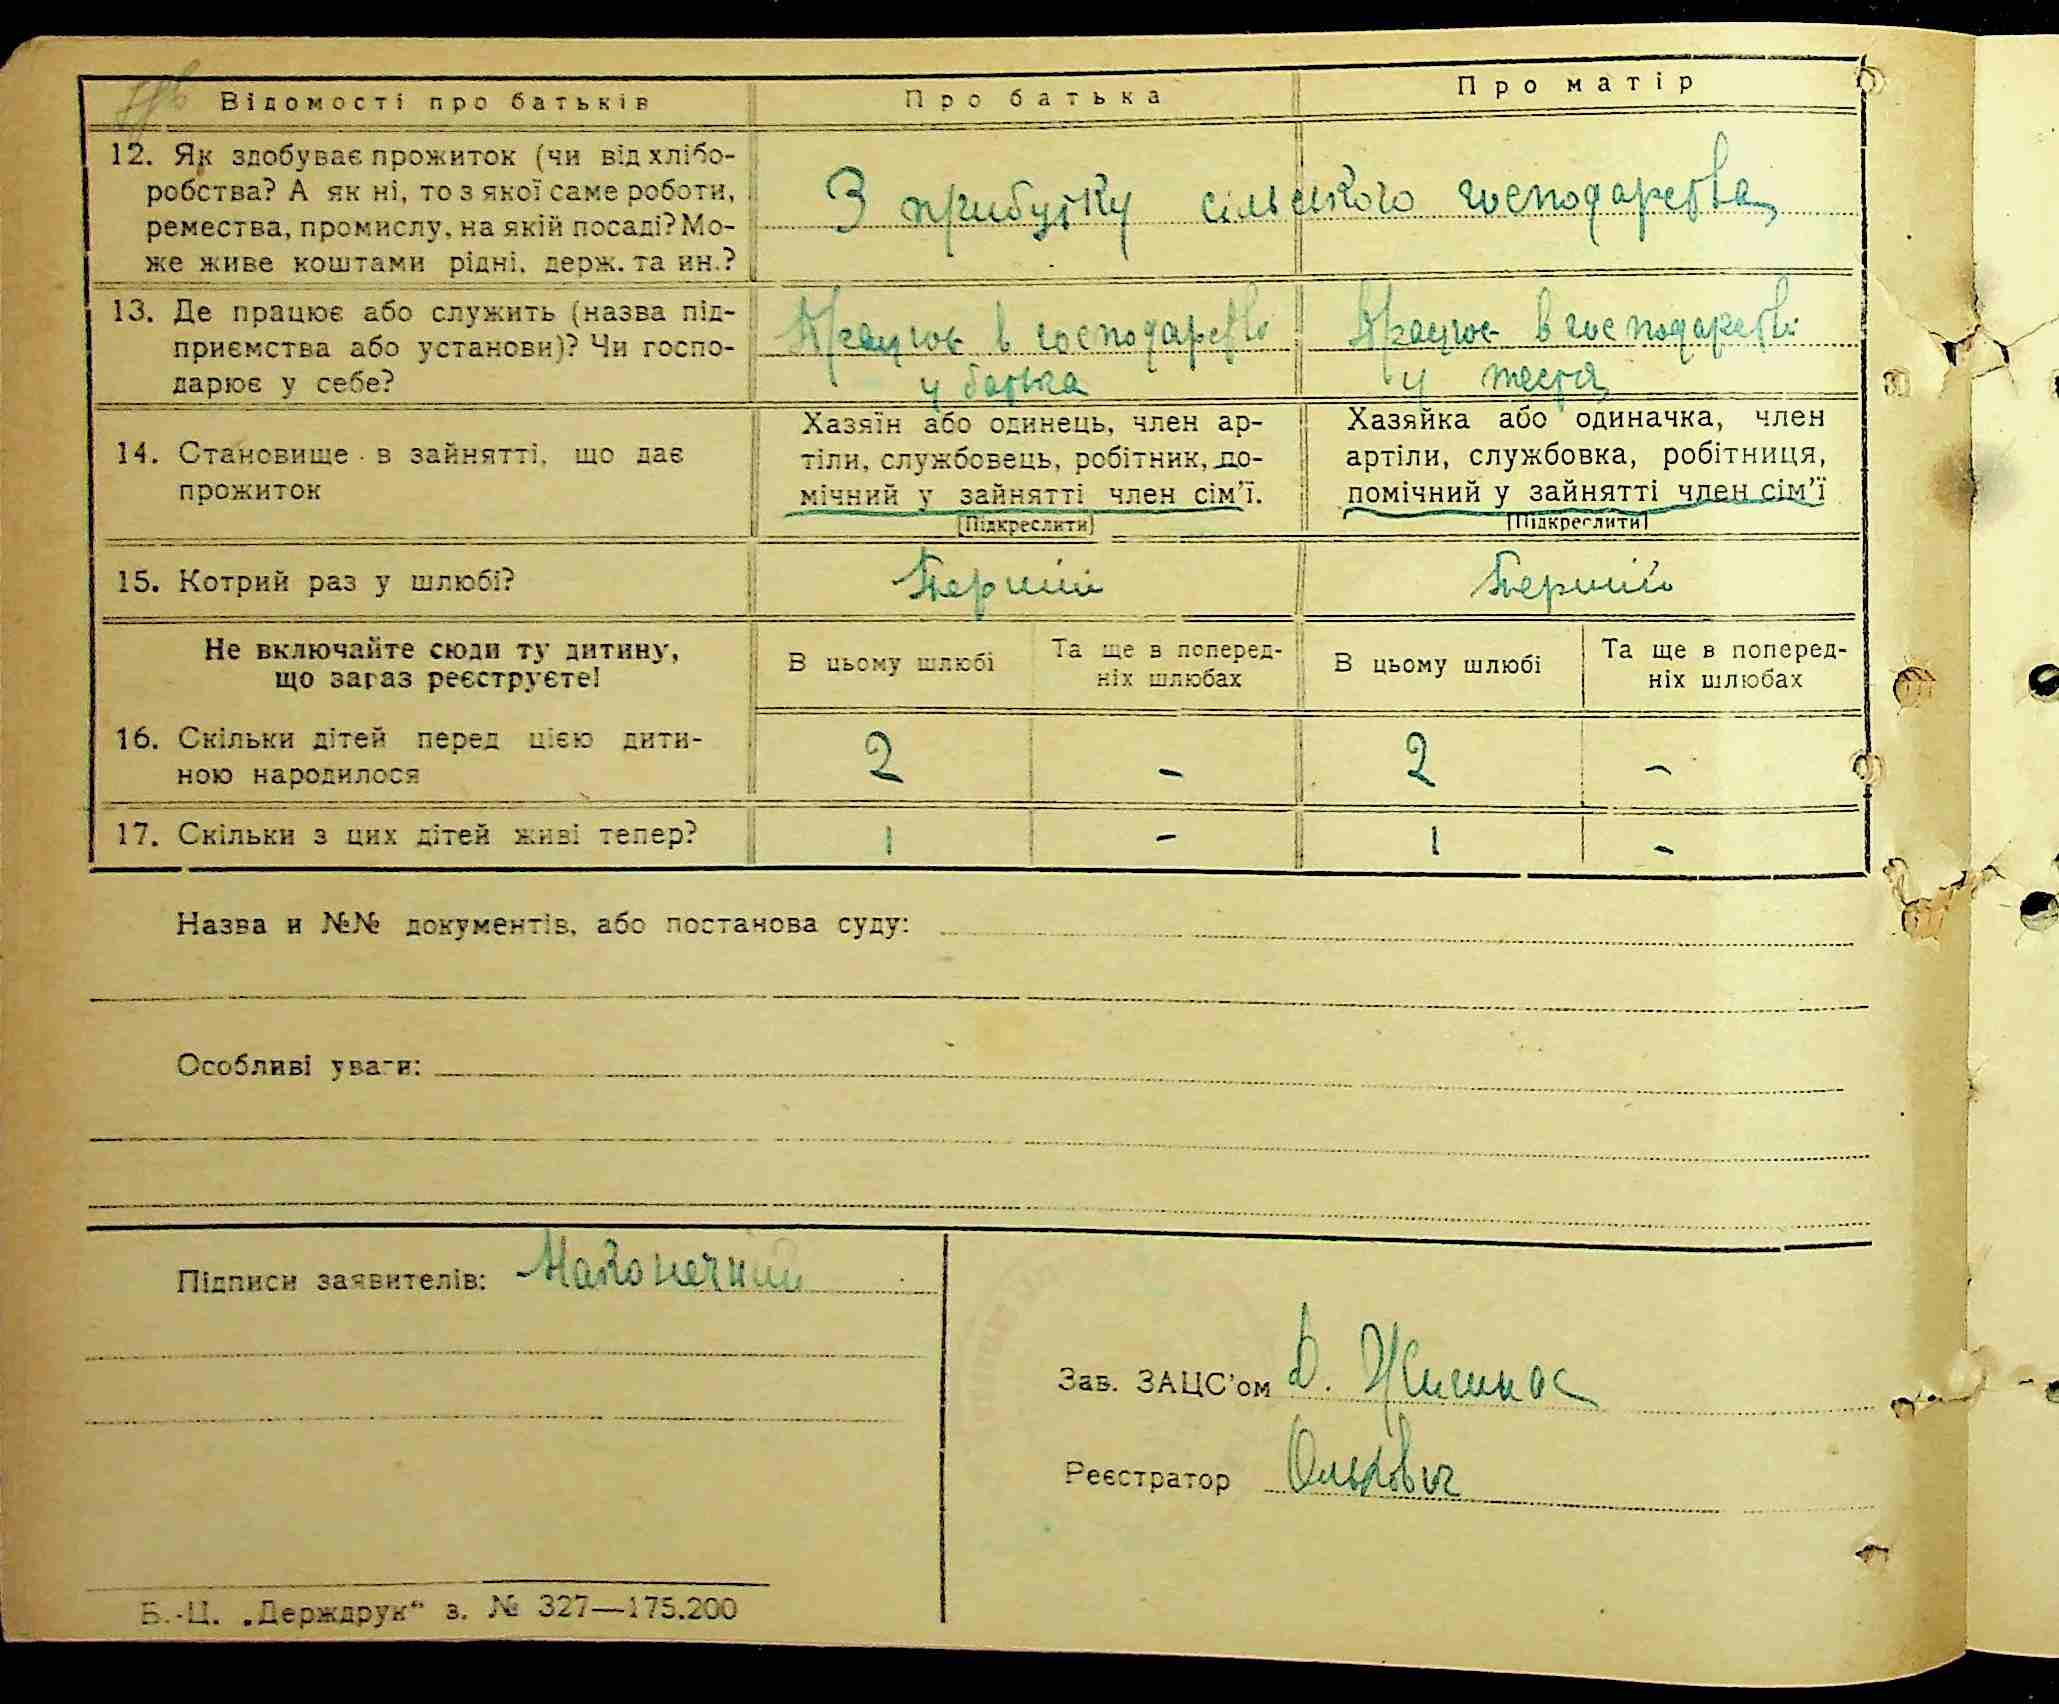 Відомості про батьків
Про батька
Про матір
12. Як здобуває прожиток (чи від хлібо-
робства? А як ні, то з якої саме роботи,
ремества, промислу, на якій посаді? Мо-
же живе коштами рідні, держ. та ин.?
З прибутку сільського господарства
13. Де працює або служить (назва під-
приємства або установи)? Чи госпо-
дарює у себе?
Працює в господарстві
у батька
Працює в господарстві
у тестя
14. Становище в зайнятті, що дає
прожиток
Хазяїн або одинець, член ар-
тіли, службовець, робітник, по-
мічний у зайнятті член сім'ї.
(Підкреслити)
Хазяйка або одиначка, член
артіли, службовка, робітниця,
помічний у зайнятті член сім'ї
(Підкреслити)
15. Котрий раз у шлюбі?
Перший
Перший
Не включайте сюди ту дитину,
що зараз реєструєте!
В цьому шлюбі
Та ще в поперед-
ніх шлюбах
В цьому шлюбі
Та ще в поперед-
ніх шлюбах
16. Скільки дітей перед цією дити-
ною народилося
2 - 2 -
17. Скільки з цих дітей живі тепер?
1 - 1 -
Назва и №№ документів, або постанова суду:
Особливі уваги:
Підписи заявителів: Наконечний
Зав. ЗАЦС'ом
Реєстратор
Б.-Ц. „Держдрук" з. № 327—175.200